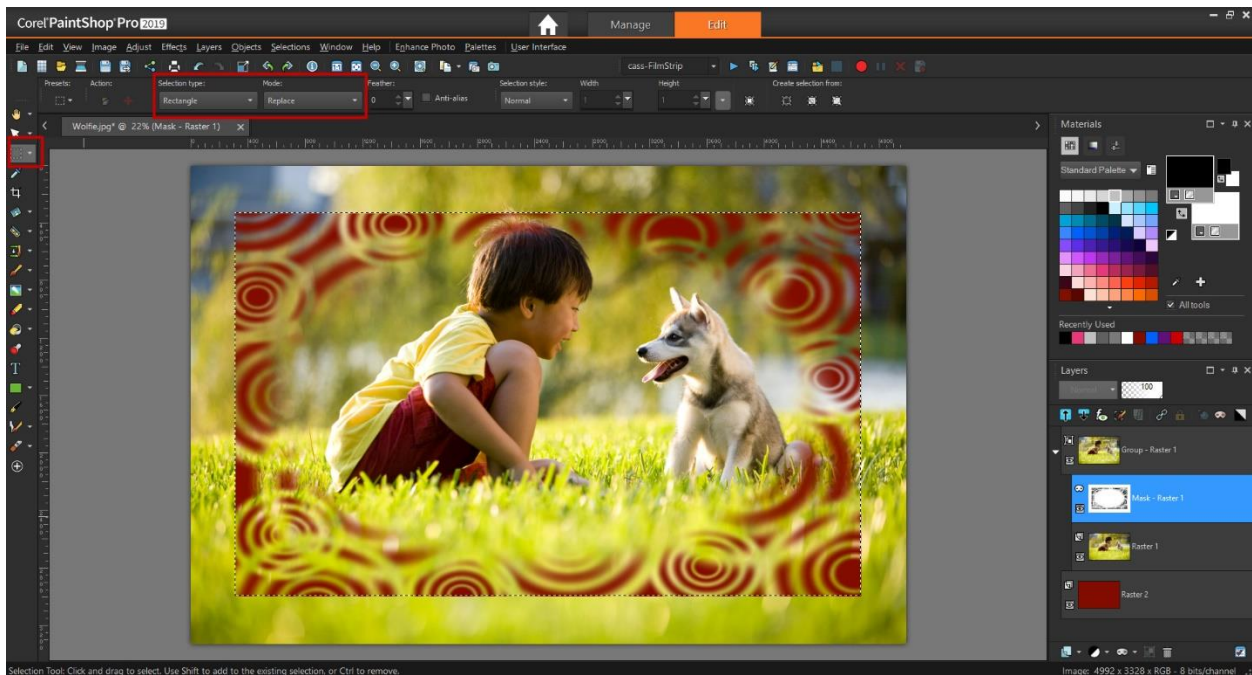 Corel PaintShop Pro 2019
Manage
Edit
File Edit View Image Adjust Effects Layers Objects Selections Window Help Enhance Photo Palettes User Interface
cass-FilmStrip
Presets: Action: Selection type: Mode: Feather: Selection style: Width Height Create selection from:
Rectangle Replace 0 Anti-alias Normal 1 1
Wolfie.jpg* @ 22% (Mask - Raster 1)
Materials
Standard Palette
All tools
Recently Used
Layers
100
Group - Raster 1
Mask - Raster 1
Raster 1
Raster 2
Selection Tool: Click and drag to select. Use Shift to add to the existing selection, or Ctrl to remove.
Image: 4992 x 3328 x RGB - 8 bits/channel